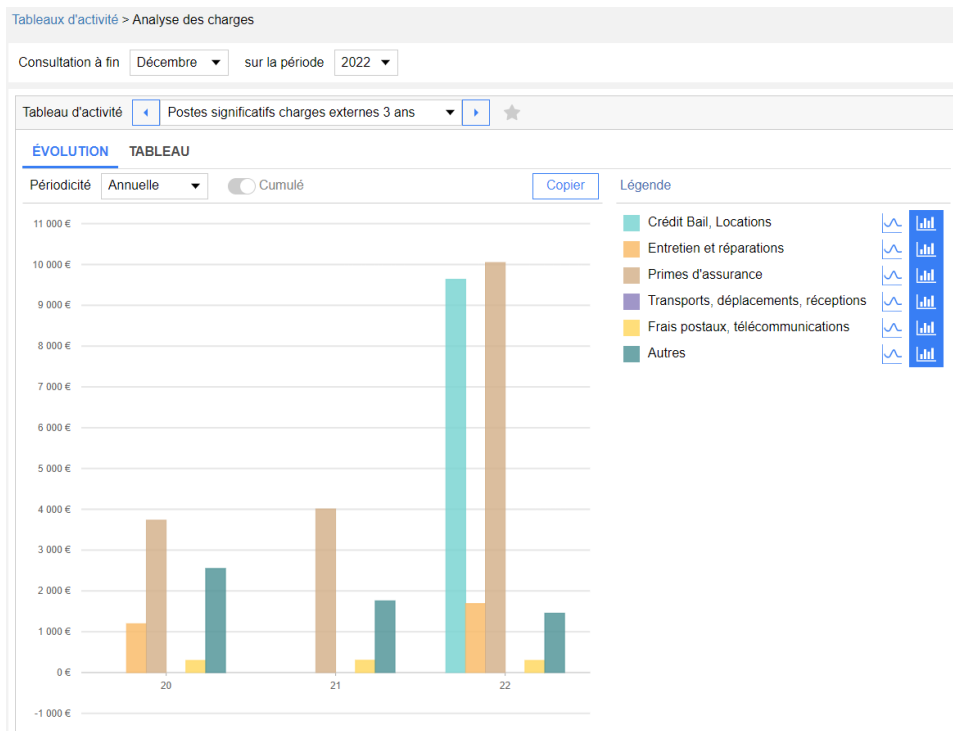 Tableaux d'activité > Analyse des charges
Consultation à fin Décembre sur la période 2022
Tableau d'activité Postes significatifs charges externes 3 ans
ÉVOLUTION TABLEAU
Périodicité Annuelle Cumulé Copier Légende
Crédit Bail, Locations
Entretien et réparations
Primes d'assurance
Transports, déplacements, réceptions
Frais postaux, télécommunications
Autres
11 000 €
10 000 €
9 000 €
8 000 €
7 000 €
6 000 €
5 000 €
4 000 €
3 000 €
2 000 €
1 000 €
0 €
-1 000 €
20 21 22